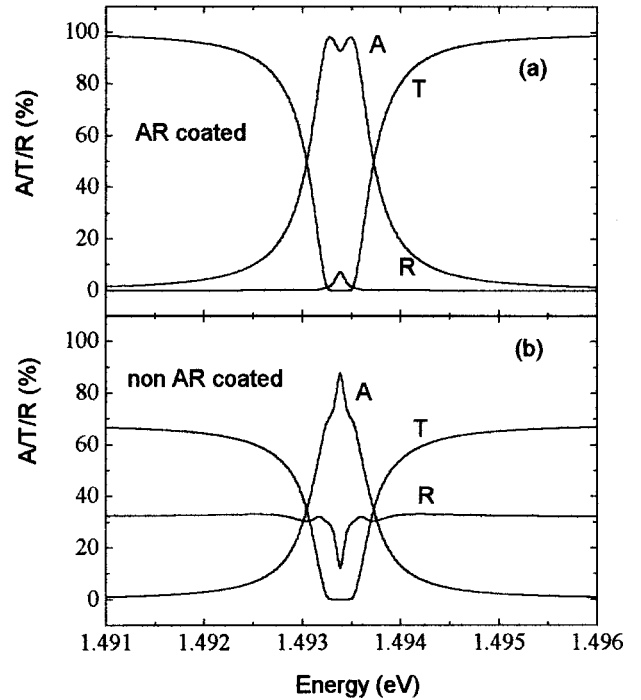 100
80
60
40
20
0
A/T/R (%)
AR coated
A
T
R
(a)
100
80
60
40
20
0
A/T/R (%)
non AR coated
A
T
R
(b)
1.491 1.492 1.493 1.494 1.495 1.496
Energy (eV)